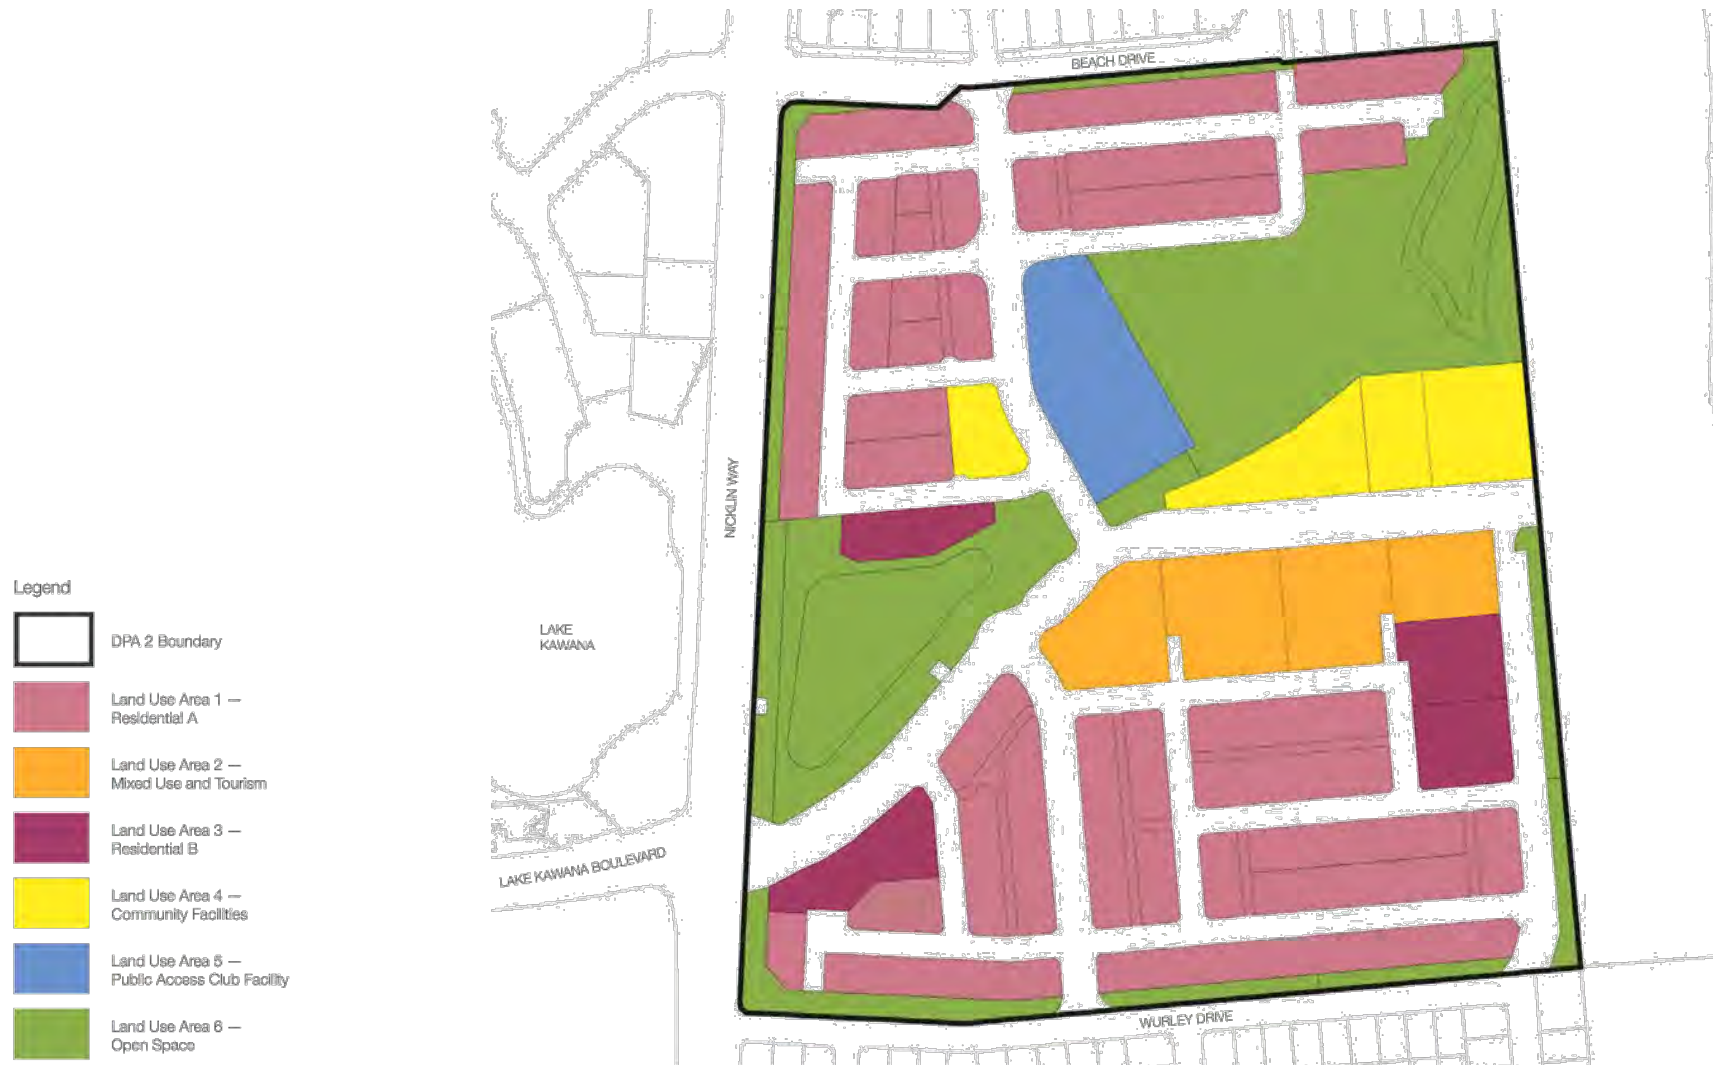 BEACH DRIVE
NICKLIN WAY
LAKE
KAWANA
LAKE KAWANA BOULEVARD
WURLEY DRIVE
Legend
DPA 2 Boundary
Land Use Area 1 —
Residential A
Land Use Area 2 —
Mixed Use and Tourism
Land Use Area 3 —
Residential B
Land Use Area 4 —
Community Facilities
Land Use Area 5 —
Public Access Club Facility
Land Use Area 6 —
Open Space